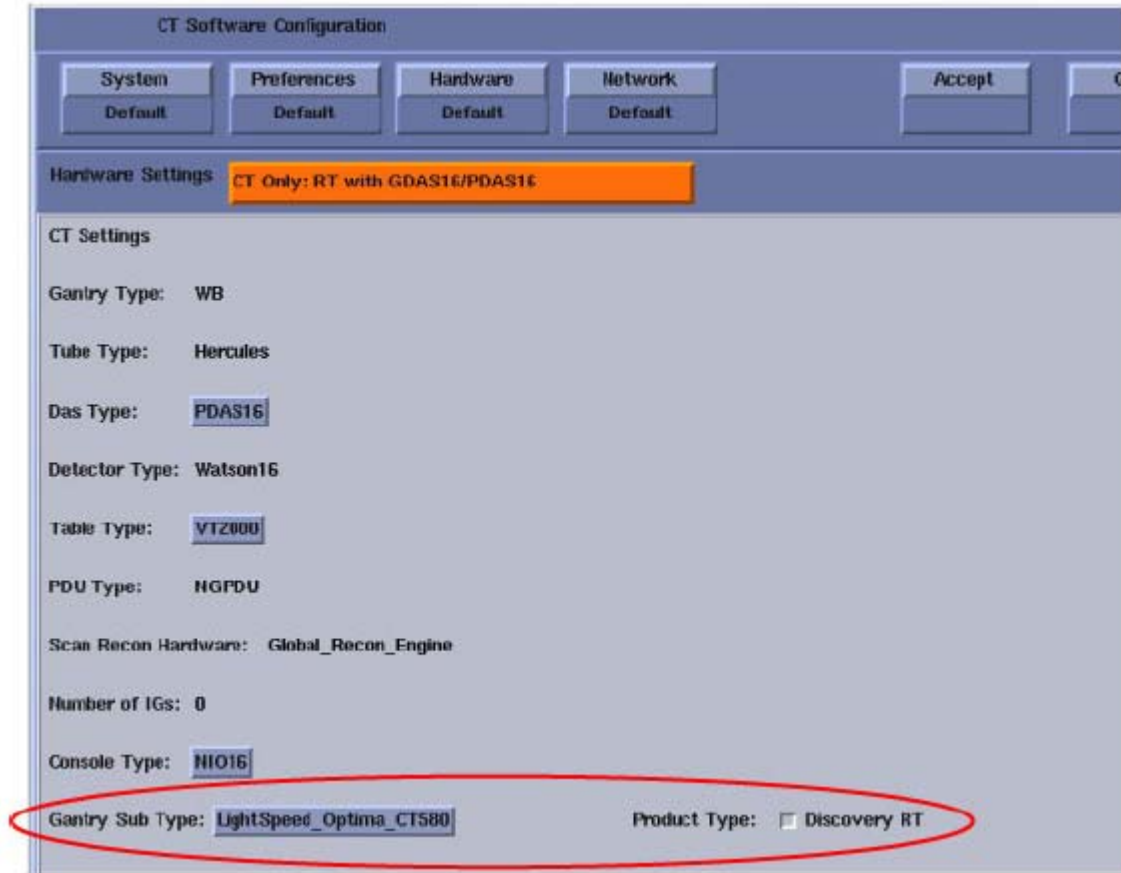 CT Software Configuration
System Preferences Hardware Network Accept
Default Default Default Default
Hardware Settings CT Only: RT with GDAS16/PDAS16
CT Settings
Gantry Type: WB
Tube Type: Hercules
Das Type: PDAS16
Detector Type: Watson16
Table Type: VT2000
PDU Type: NGPDU
Scan Recon Hardware: Global_Recon_Engine
Number of IGs: 0
Console Type: NIO16
Gantry Sub Type: LightSpeed_Optima_CT580 Product Type: Discovery RT